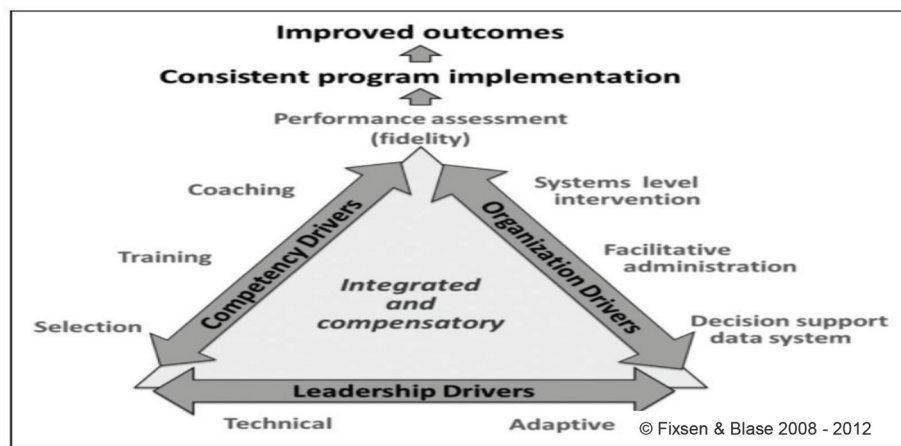 Improved outcomes
Consistent program implementation
Performance assessment
(fidelity)
Coaching
Training
Selection
Competency Drivers
Integrated
and
compensatory
Organization Drivers
Systems level
intervention
Facilitative
administration
Decision support
data system
Leadership Drivers
Technical
Adaptive
© Fixsen & Blase 2008 - 2012